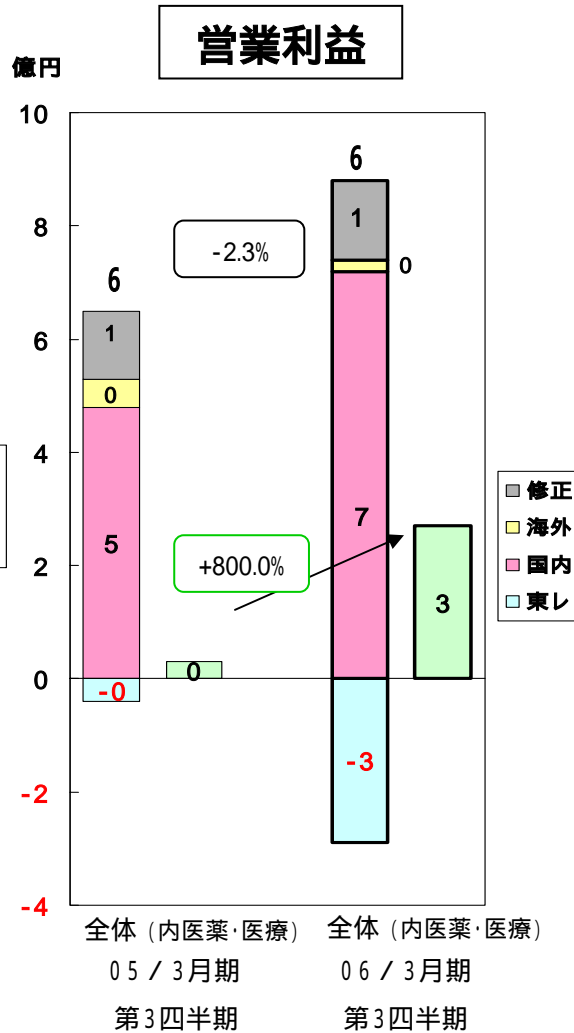 営業利益
億円
10
8
6
4
2
0
-2
-4
6
1
0
5
-0
0
-2.3%
+800.0%
6
1
0
7
-3
3
修正
海外
国内
東レ
全体 (内医薬・医療) 全体 (内医薬・医療)
05/3月期 06/3月期
第3四半期 第3四半期